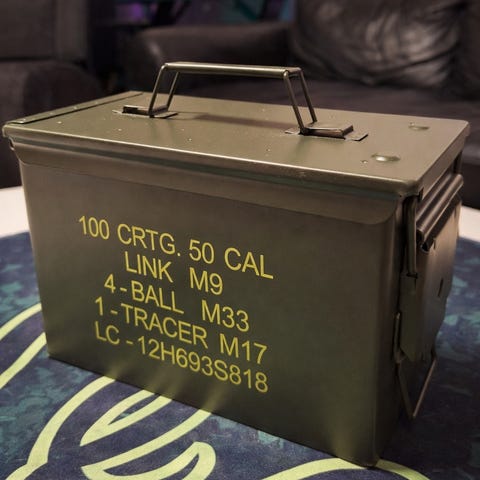 100 CRTG. 50 CAL
LINK M9
4-BALL M33
1-TRACER M17
LC-12H693S818